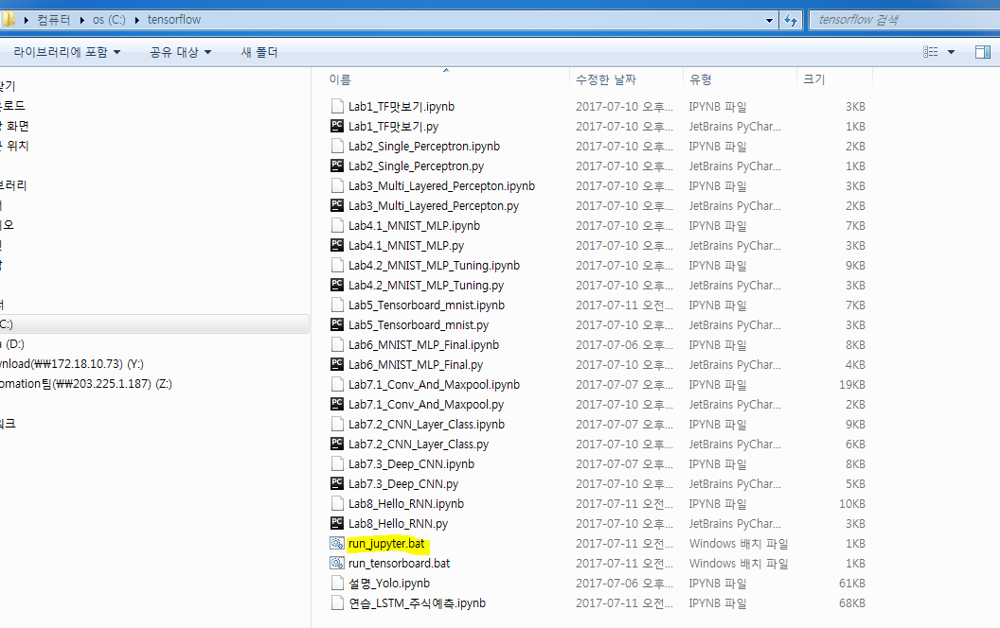 컴퓨터 os (C:) tensorflow tensorflow 검색
라이브러리에 포함 공유 대상 새 폴더
이름 수정한 날짜 유형 크기
Lab1_TF맛보기.ipynb 2017-07-10 오후... IPYNB 파일 3KB
Lab1_TF맛보기.py 2017-07-10 오후... JetBrains PyChar... 1KB
화면
Lab2_Single_Perceptron.ipynb 2017-07-10 오후... IPYNB 파일 2KB
위치
Lab2_Single_Perceptron.py 2017-07-10 오후... JetBrains PyChar... 1KB
Lab3_Multi_Layered_Percepton.ipynb 2017-07-10 오후... IPYNB 파일 3KB
Lab3_Multi_Layered_Percepton.py 2017-07-10 오후... JetBrains PyChar... 2KB
Lab4.1_MNIST_MLP.ipynb 2017-07-10 오후... IPYNB 파일 7KB
Lab4.1_MNIST_MLP.py 2017-07-10 오후... JetBrains PyChar... 3KB
Lab4.2_MNIST_MLP_Tuning.ipynb 2017-07-10 오후... IPYNB 파일 9KB
Lab4.2_MNIST_MLP_Tuning.py 2017-07-10 오후... JetBrains PyChar... 3KB
Lab5_Tensorboard_mnist.ipynb 2017-07-11 오전... IPYNB 파일 7KB
C:)
Lab5_Tensorboard_mnist.py 2017-07-10 오후... JetBrains PyChar... 3KB
(D:)
Lab6_MNIST_MLP_Final.ipynb 2017-07-06 오후... IPYNB 파일 8KB
wnload(₩₩172.18.10.73) (Y:)
Lab6_MNIST_MLP_Final.py 2017-07-10 오후... JetBrains PyChar... 4KB
omation팀(₩₩203.225.1.187) (Z:)
Lab7.1_Conv_And_Maxpool.ipynb 2017-07-07 오후... IPYNB 파일 19KB
Lab7.1_Conv_And_Maxpool.py 2017-07-10 오후... JetBrains PyChar... 2KB
Lab7.2_CNN_Layer_Class.ipynb 2017-07-07 오후... IPYNB 파일 9KB
Lab7.2_CNN_Layer_Class.py 2017-07-10 오후... JetBrains PyChar... 6KB
Lab7.3_Deep_CNN.ipynb 2017-07-07 오후... IPYNB 파일 8KB
Lab7.3_Deep_CNN.py 2017-07-10 오후... JetBrains PyChar... 5KB
Lab8_Hello_RNN.ipynb 2017-07-11 오전... IPYNB 파일 10KB
Lab8_Hello_RNN.py 2017-07-10 오후... JetBrains PyChar... 3KB
run_jupyter.bat 2017-07-11 오전... Windows 배치 파일 1KB
run_tensorboard.bat 2017-07-11 오전... Windows 배치 파일 1KB
설명_Yolo.ipynb 2017-07-06 오후... IPYNB 파일 61KB
연습_LSTM_주식예측.ipynb 2017-07-11 오전... IPYNB 파일 68KB